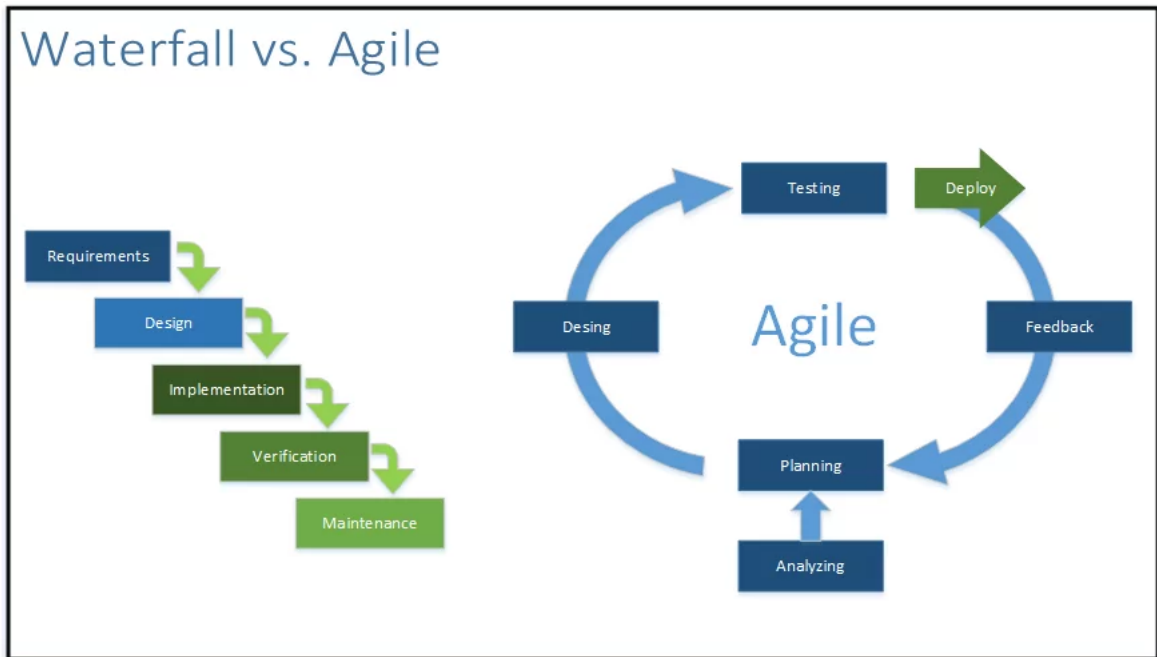 Waterfall vs. Agile
Requirements
Design
Implementation
Verification
Maintenance
Testing
Deploy
Desing
Agile
Feedback
Planning
Analyzing